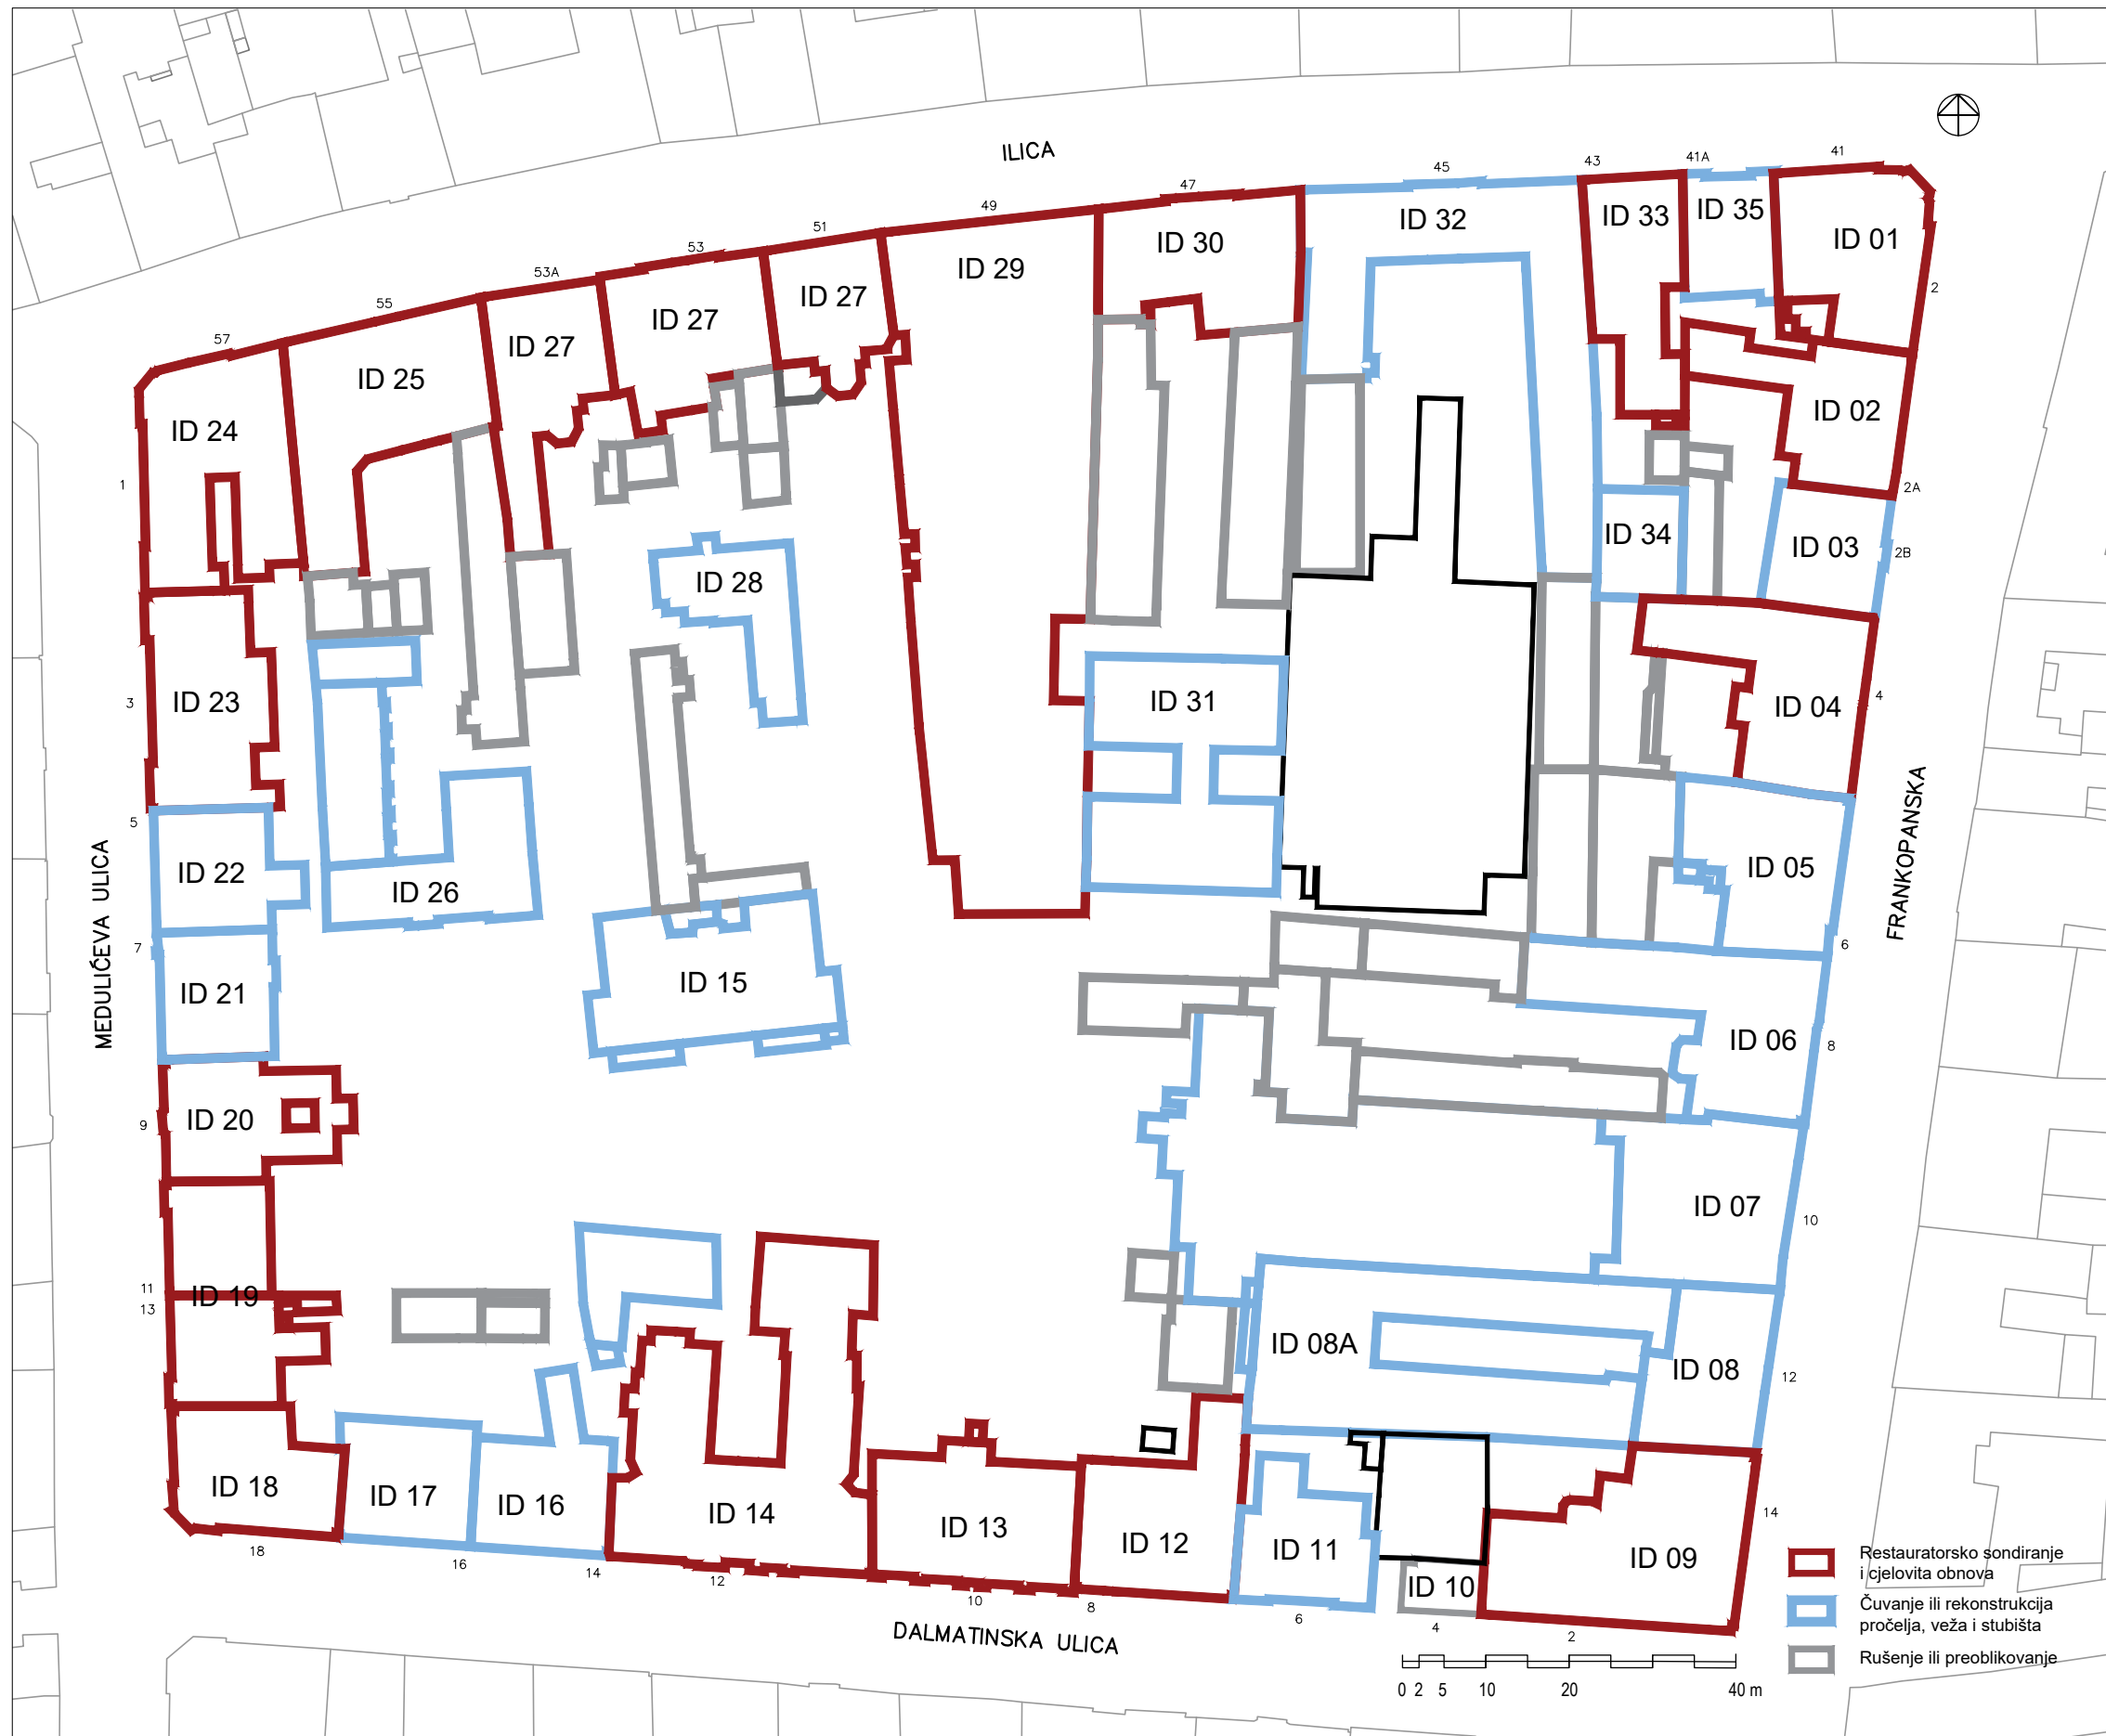 ILICA
41
41A
43
45
47
49
51
53
53A
55
57
ID 01
ID 35
ID 33
ID 32
ID 30
ID 29
ID 27
ID 27
ID 27
ID 25
ID 24
2
1
ID 02
2A
ID 34
ID 03
2B
ID 28
ID 31
ID 04
4
ID 23
3
5
ID 22
ID 26
ID 05
FRANKOPANSKA
MEDULIĆEVA ULICA
6
7
ID 21
ID 15
ID 06
8
ID 20
9
ID 07
10
11
13
ID 19
ID 08A
ID 08
12
ID 18
ID 17
ID 16
ID 14
ID 13
ID 12
ID 11
ID 10
ID 09
14
18
16
14
12
10
8
6
4
2
DALMATINSKA ULICA
Restauratorsko sondiranje
i cjelovita obnova
Čuvanje ili rekonstrukcija
pročelja, veža i stubišta
Rušenje ili preoblikovanje
0 2 5 10 20 40 m